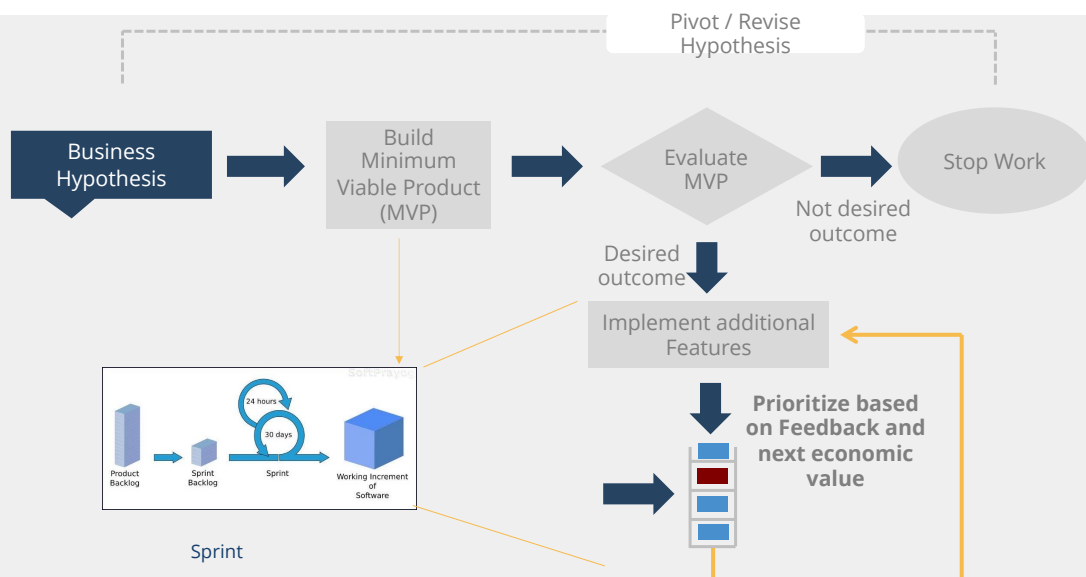 Pivot / Revise
Hypothesis
Business
Hypothesis
Build
Minimum
Viable Product
(MVP)
Evaluate
MVP
Stop Work
Not desired
outcome
Desired
outcome
Implement additional
Features
Prioritize based
on Feedback and
next economic
value
SoftPrayog
24 hours
30 days
Product
Backlog
Sprint
Backlog
Sprint
Working Increment
of
Software
Sprint